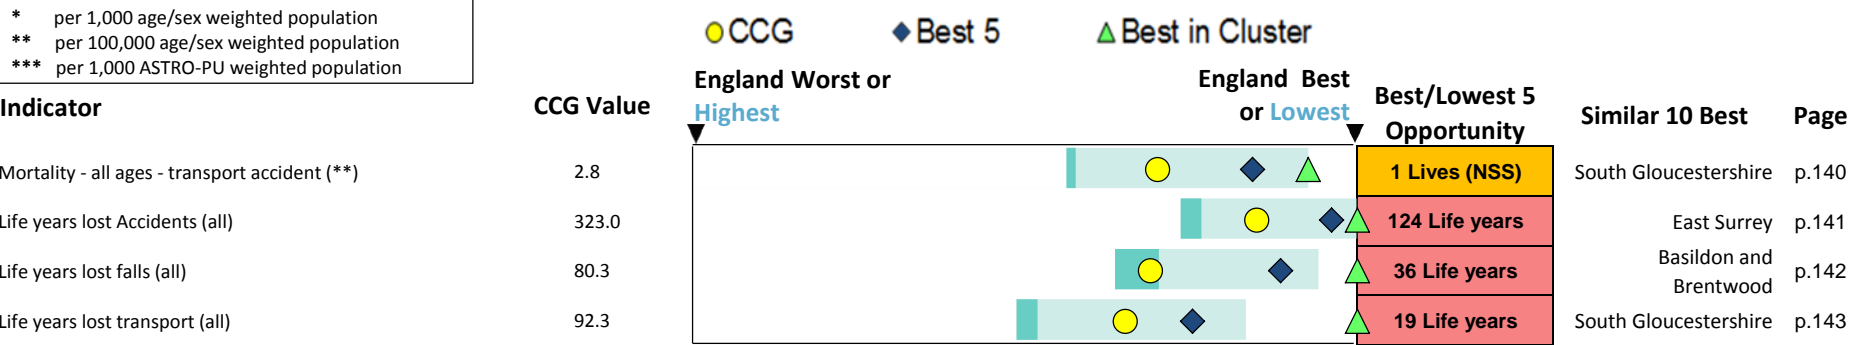 * per 1,000 age/sex weighted population
** per 100,000 age/sex weighted population
*** per 1,000 ASTRO-PU weighted population
CCG Best 5 Best in Cluster
Indicator
CCG Value
England Worst or
Highest
England Best
or Lowest
Best/Lowest 5
Opportunity
Similar 10 Best
Page
Mortality - all ages - transport accident (**) 2.8 1 Lives (NSS) South Gloucestershire p.140
Life years lost Accidents (all) 323.0 124 Life years East Surrey p.141
Life years lost falls (all) 80.3 36 Life years Basildon and
Brentwood p.142
Life years lost transport (all) 92.3 19 Life years South Gloucestershire p.143